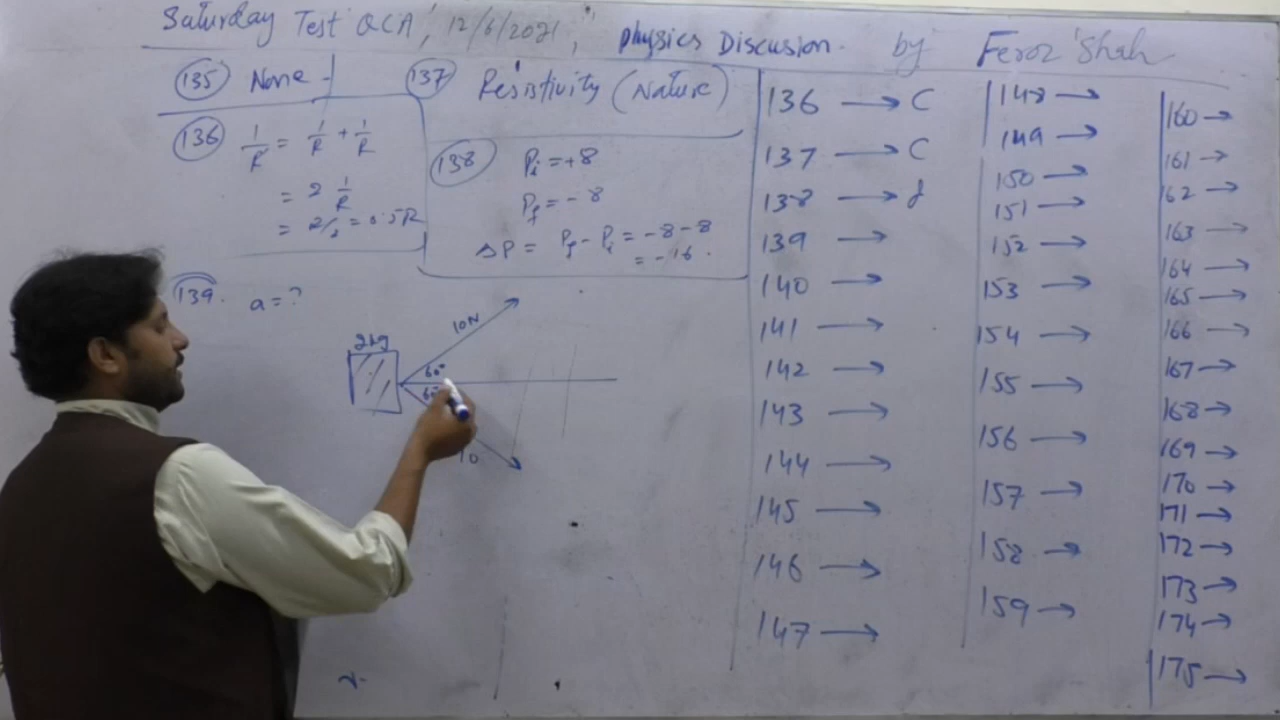 Saturday Test QCA, 12/6/2021, physics Discusion. by Feroz Shah
135 None
136 1/R = 1/R + 1/R
= 2 1/R
= 0.5R
137 Resistivity (Nature)
138 Pi = +8
Pf = -8
ΔP = Pf - Pi = -8 - 8
= -16.
139. a = ?
2kg
10N
60°
60°
10
136 → C
137 → C
138 → d
139 →
140 →
141 →
142 →
143 →
144 →
145 →
146 →
147 →
148 →
149 →
150 →
151 →
152 →
153 →
154 →
155 →
156 →
157 →
158 →
159 →
160 →
161 →
162 →
163 →
164 →
165 →
166 →
167 →
168 →
169 →
170 →
171 →
172 →
173 →
174 →
175 →